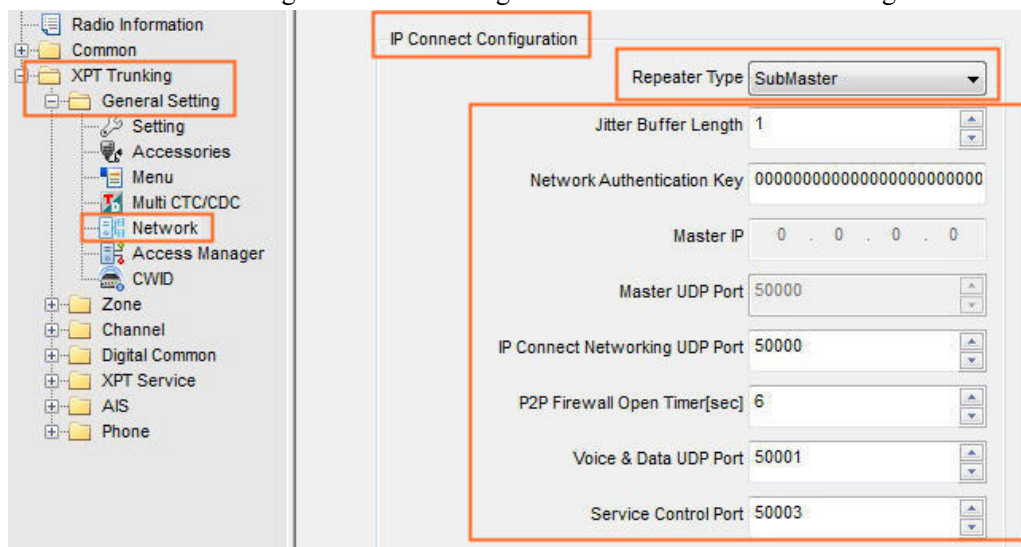 Radio Information
Common
XPT Trunking
General Setting
Setting
Accessories
Menu
Multi CTC/CDC
Network
Access Manager
CWID
Zone
Channel
Digital Common
XPT Service
AIS
Phone
IP Connect Configuration
Repeater Type SubMaster
Jitter Buffer Length 1
Network Authentication Key 000000000000000000000000
Master IP 0 . 0 . 0 . 0
Master UDP Port 50000
IP Connect Networking UDP Port 50000
P2P Firewall Open Timer[sec] 6
Voice & Data UDP Port 50001
Service Control Port 50003